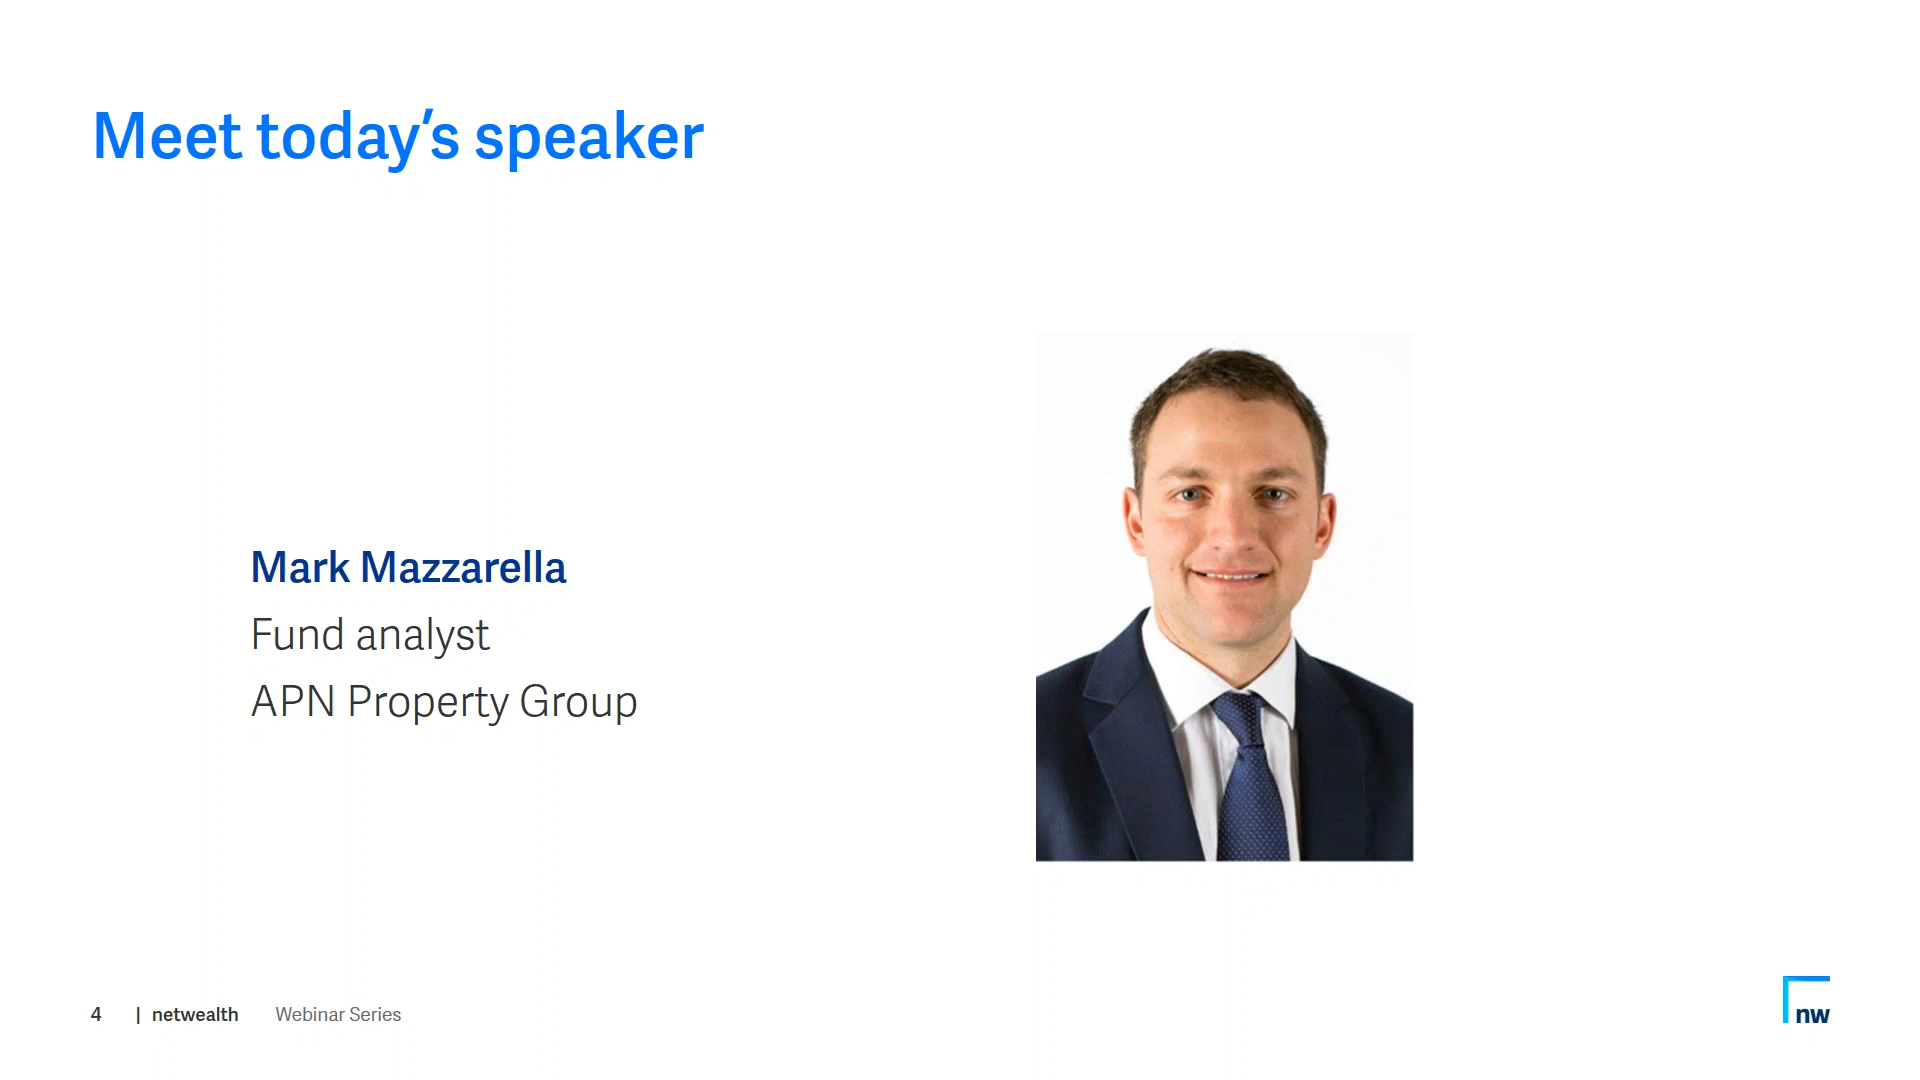 Meet today’s speaker
Mark Mazzarella
Fund analyst
APN Property Group
4 | netwealth Webinar Series
nw